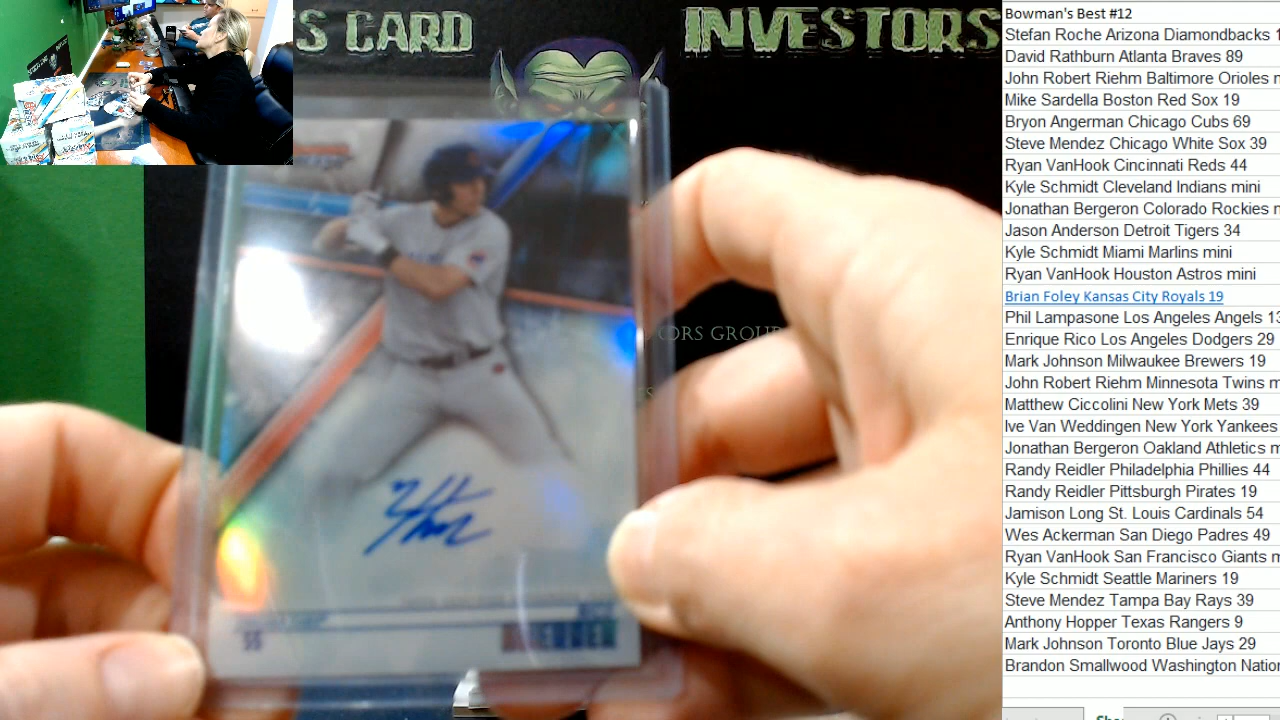 S CARD
INVESTORS
ORS GROU
SS
Bowman's Best #12
Stefan Roche Arizona Diamondbacks 1
David Rathburn Atlanta Braves 89
John Robert Riehm Baltimore Orioles m
Mike Sardella Boston Red Sox 19
Bryon Angerman Chicago Cubs 69
Steve Mendez Chicago White Sox 39
Ryan VanHook Cincinnati Reds 44
Kyle Schmidt Cleveland Indians mini
Jonathan Bergeron Colorado Rockies m
Jason Anderson Detroit Tigers 34
Kyle Schmidt Miami Marlins mini
Ryan VanHook Houston Astros mini
Brian Foley Kansas City Royals 19
Phil Lampasone Los Angeles Angels 13
Enrique Rico Los Angeles Dodgers 29
Mark Johnson Milwaukee Brewers 19
John Robert Riehm Minnesota Twins m
Matthew Ciccolini New York Mets 39
Ive Van Weddingen New York Yankees
Jonathan Bergeron Oakland Athletics m
Randy Reidler Philadelphia Phillies 44
Randy Reidler Pittsburgh Pirates 19
Jamison Long St. Louis Cardinals 54
Wes Ackerman San Diego Padres 49
Ryan VanHook San Francisco Giants m
Kyle Schmidt Seattle Mariners 19
Steve Mendez Tampa Bay Rays 39
Anthony Hopper Texas Rangers 9
Mark Johnson Toronto Blue Jays 29
Brandon Smallwood Washington Nation